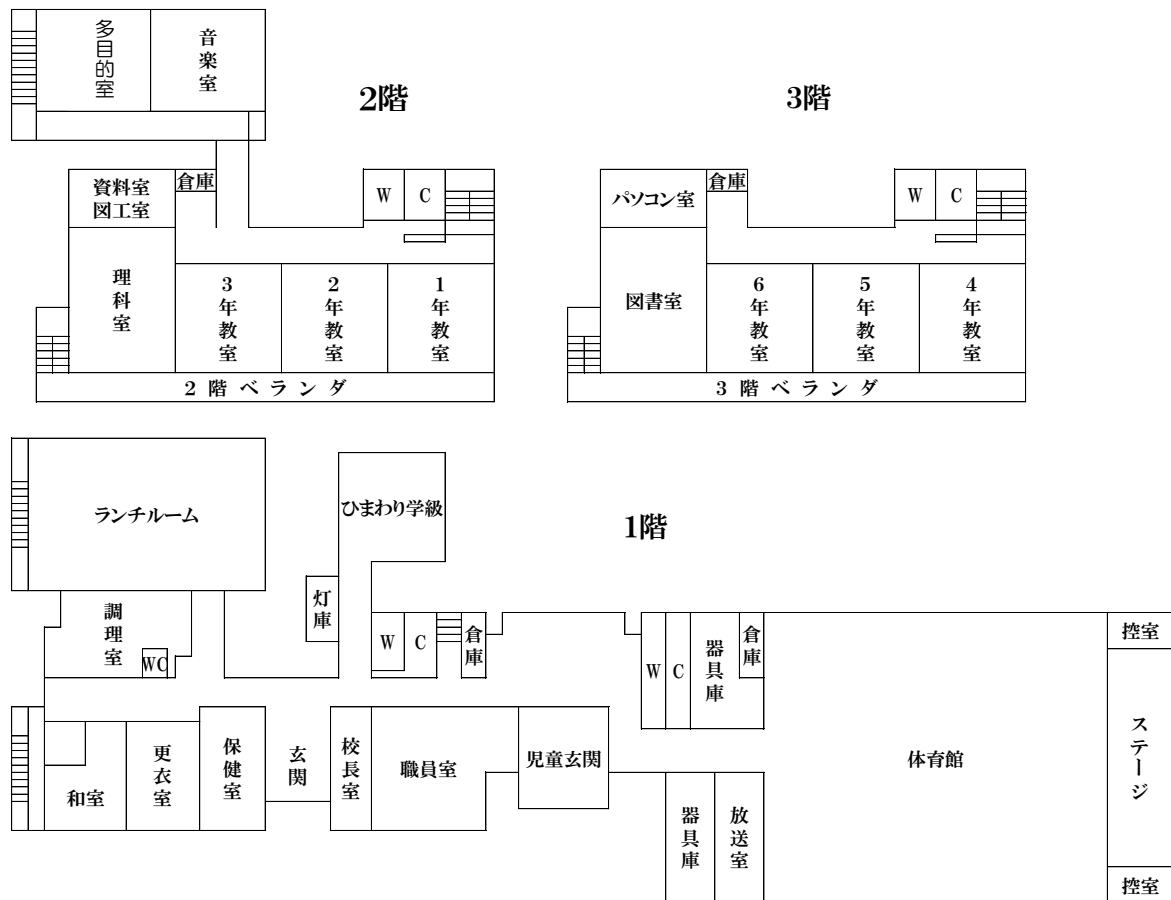 多目的室
音楽室
2階
3階
資料室
図工室
倉庫
W C
理科室
3年教室
2年教室
1年教室
2階ベランダ
パソコン室
倉庫
W C
図書室
6年教室
5年教室
4年教室
3階ベランダ
1階
ランチルーム
ひまわり学級
灯庫
調理室
WC
W C
倉庫
W C
器具庫
倉庫
控室
和室
更衣室
保健室
玄関
校長室
職員室
児童玄関
体育館
ステージ
器具庫
放送室
控室